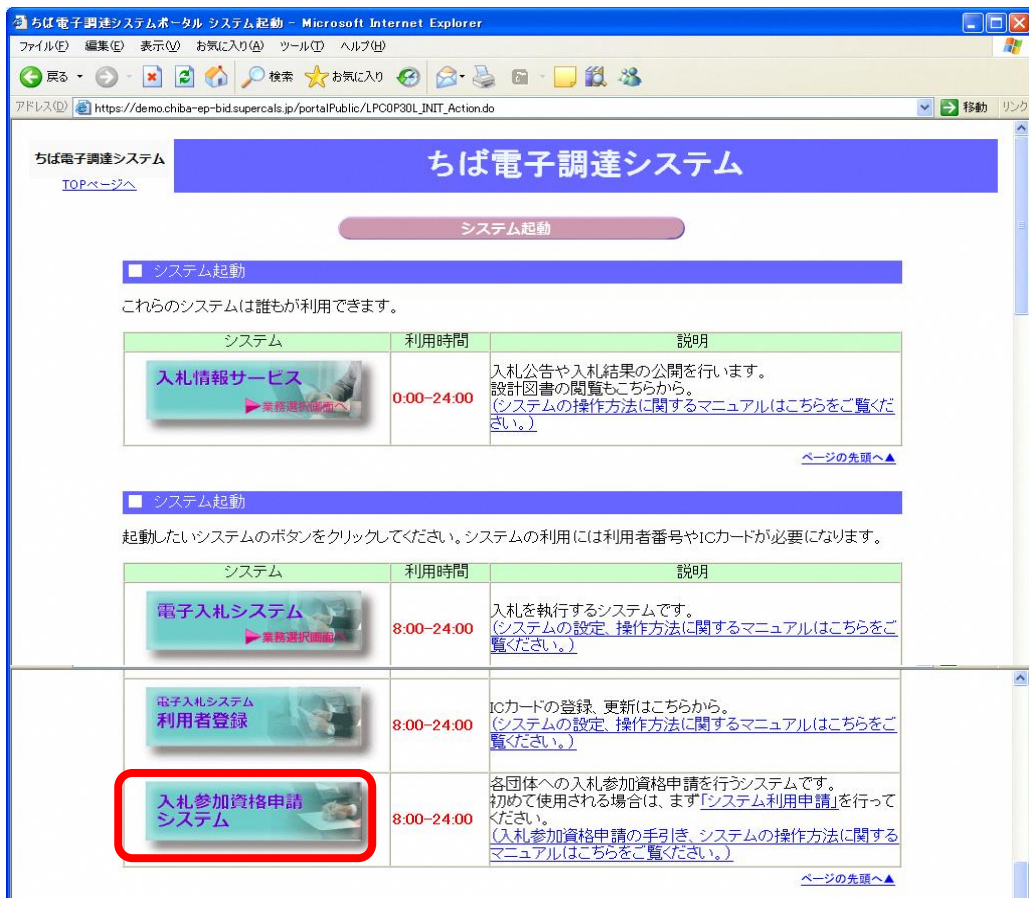 ちば電子調達システムポータル システム起動 - Microsoft Internet Explorer
ファイル(F) 編集(E) 表示(V) お気に入り(A) ツール(T) ヘルプ(H)
戻る 検索 お気に入り
アドレス(D) https://demo.chiba-ep-bid.supercals.jp/portalPublic/LPC0P30L_INIT_Action.do 移動 リンク
ちば電子調達システム
TOPページへ
ちば電子調達システム
システム起動
■ システム起動
これらのシステムは誰もが利用できます。
システム 利用時間 説明
入札情報サービス
▶業務選択画面へ
0:00-24:00
入札公告や入札結果の公開を行います。
設計図書の閲覧もこちらから。
(システムの操作方法に関するマニュアルはこちらをご覧くだ
さい。)
ページの先頭へ▲
■ システム起動
起動したいシステムのボタンをクリックしてください。システムの利用には利用者番号やICカードが必要になります。
システム 利用時間 説明
電子入札システム
▶業務選択画面へ
8:00-24:00
入札を執行するシステムです。
(システムの設定、操作方法に関するマニュアルはこちらをご
覧ください。)
電子入札システム
利用者登録
8:00-24:00
ICカードの登録、更新はこちらから。
(システムの設定、操作方法に関するマニュアルはこちらをご
覧ください。)
入札参加資格申請
システム
8:00-24:00
各団体への入札参加資格申請を行うシステムです。
初めて使用される場合は、まず「システム利用申請」を行って
ください。
(入札参加資格申請の手引き、システムの操作方法に関する
マニュアルはこちらをご覧ください。)
ページの先頭へ▲